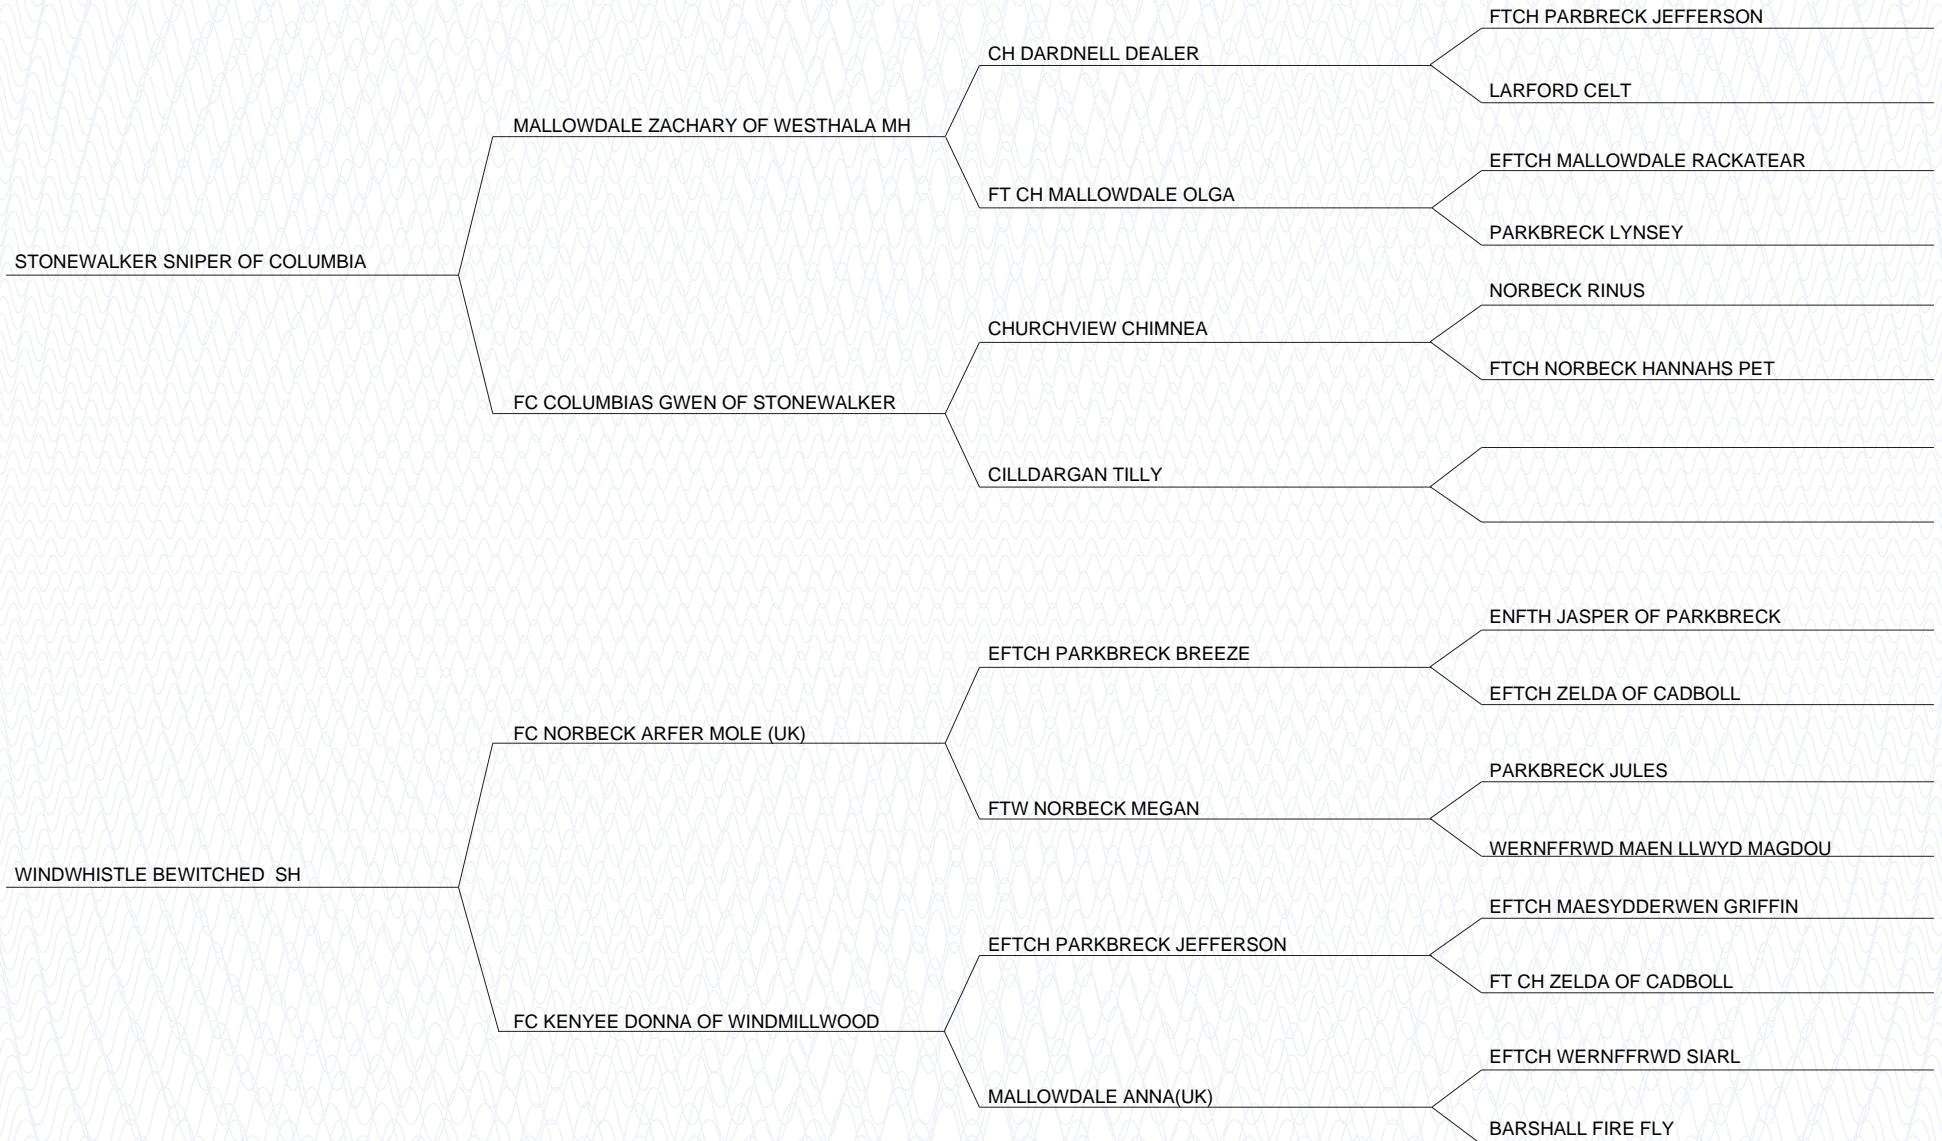 FTCH PARBRECK JEFFERSON
CH DARDNELL DEALER
LARFORD CELT
MALLOWDALE ZACHARY OF WESTHALA MH
EFTCH MALLOWDALE RACKATEAR
FT CH MALLOWDALE OLGA
PARKBRECK LYNSEY
STONEWALKER SNIPER OF COLUMBIA
NORBECK RINUS
CHURCHVIEW CHIMNEA
FTCH NORBECK HANNAHS PET
FC COLUMBIAS GWEN OF STONEWALKER
CILLDARGAN TILLY
ENFTH JASPER OF PARKBRECK
EFTCH PARKBRECK BREEZE
EFTCH ZELDA OF CADBOLL
FC NORBECK ARFER MOLE (UK)
PARKBRECK JULES
FTW NORBECK MEGAN
WERNFFRWD MAEN LLWYD MAGDOU
WINDWHISTLE BEWITCHED  SH
EFTCH MAESYDDERWEN GRIFFIN
EFTCH PARKBRECK JEFFERSON
FT CH ZELDA OF CADBOLL
FC KENYEE DONNA OF WINDMILLWOOD
EFTCH WERNFFRWD SIARL
MALLOWDALE ANNA(UK)
BARSHALL FIRE FLY